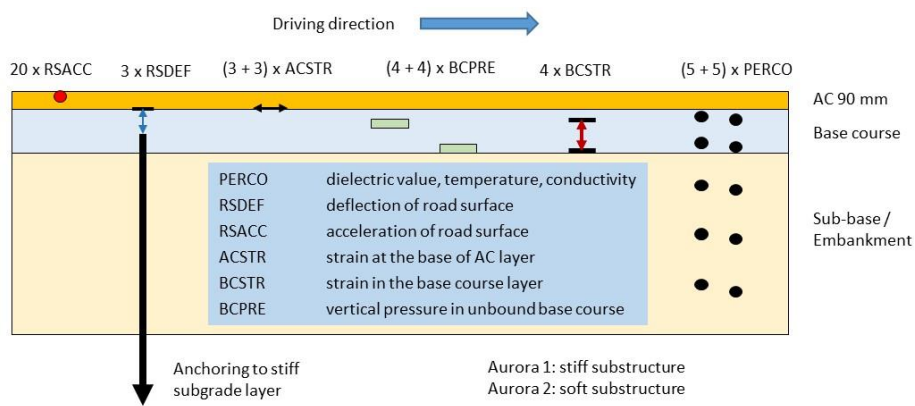 Driving direction
20 x RSACC
3 x RSDEF
(3 + 3) x ACSTR
(4 + 4) x BCPRE
4 x BCSTR
(5 + 5) x PERCO
AC 90 mm
Base course
PERCO dielectric value, temperature, conductivity
RSDEF deflection of road surface
RSACC acceleration of road surface
ACSTR strain at the base of AC layer
BCSTR strain in the base course layer
BCPRE vertical pressure in unbound base course
Sub-base /
Embankment
Anchoring to stiff
subgrade layer
Aurora 1: stiff substructure
Aurora 2: soft substructure